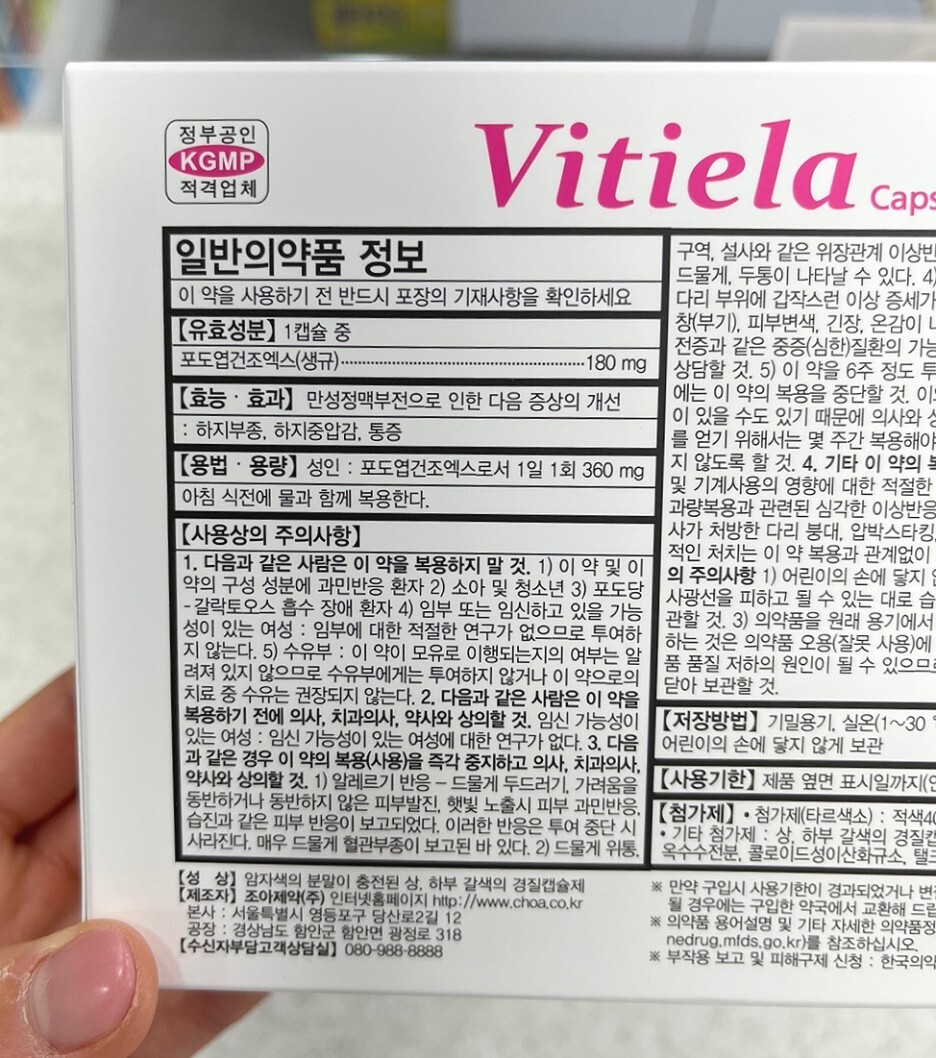 정부공인
KGMP
적격업체
Vitiela Caps
일반의약품 정보
이 약을 사용하기 전 반드시 포장의 기재사항을 확인하세요
【유효성분】 1캡슐 중
포도엽건조엑스(생규)······························180 mg
【효능 · 효과】 만성정맥부전으로 인한 다음 증상의 개선
: 하지부종, 하지중압감, 통증
【용법 · 용량】 성인 : 포도엽건조엑스로서 1일 1회 360 mg
아침 식전에 물과 함께 복용한다.
【사용상의 주의사항】
1. 다음과 같은 사람은 이 약을 복용하지 말 것. 1) 이 약 및 이
약의 구성 성분에 과민반응 환자 2) 소아 및 청소년 3) 포도당
-갈락토오스 흡수 장애 환자 4) 임부 또는 임신하고 있을 가능
성이 있는 여성 : 임부에 대한 적절한 연구가 없으므로 투여하
지 않는다. 5) 수유부 : 이 약이 모유로 이행되는지의 여부는 알
려져 있지 않으므로 수유부에게는 투여하지 않거나 이 약으로의
치료 중 수유는 권장되지 않는다. 2. 다음과 같은 사람은 이 약을
복용하기 전에 의사, 치과의사, 약사와 상의할 것. 임신 가능성이
있는 여성 : 임신 가능성이 있는 여성에 대한 연구가 없다. 3. 다음
과 같은 경우 이 약의 복용(사용)을 즉각 중지하고 의사, 치과의사,
약사와 상의할 것. 1) 알레르기 반응 – 드물게 두드러기, 가려움을
동반하거나 동반하지 않은 피부발진, 햇빛 노출시 피부 과민반응,
습진과 같은 피부 반응이 보고되었다. 이러한 반응은 투여 중단 시
사라진다. 매우 드물게 혈관부종이 보고된 바 있다. 2) 드물게 위통,
구역, 설사와 같은 위장관계 이상반
드물게, 두통이 나타날 수 있다. 4)
다리 부위에 갑작스런 이상 증세가
창(부기), 피부변색, 긴장, 온감이 나
전증과 같은 중증(심한)질환의 가능
상담할 것. 5) 이 약을 6주 정도 투
에는 이 약의 복용을 중단할 것. 이
이 있을 수도 있기 때문에 의사와 상
를 얻기 위해서는 몇 주간 복용해야
지 않도록 할 것. 4. 기타 이 약의 복
및 기계사용의 영향에 대한 적절한
과량복용과 관련된 심각한 이상반응
사가 처방한 다리 붕대, 압박스타킹,
적인 처치는 이 약 복용과 관계없이
의 주의사항 1) 어린이의 손에 닿지 않
사광선을 피하고 될 수 있는 대로 습
관할 것. 3) 의약품을 원래 용기에서
하는 것은 의약품 오용(잘못 사용)에
품 품질 저하의 원인이 될 수 있으므로
닫아 보관할 것.
【저장방법】 기밀용기, 실온(1~30
어린이의 손에 닿지 않게 보관
【사용기한】 제품 옆면 표시일까지(
【첨가제】 • 첨가제(타르색소) : 적색40
• 기타 첨가제 : 상, 하부 갈색의 경질캡
옥수수전분, 콜로이드성이산화규소, 탤크
【성 상】 암자색의 분말이 충전된 상, 하부 갈색의 경질캡슐제
【제조자】 조아제약(주) 인터넷홈페이지 http://www.choa.co.kr
본사 : 서울특별시 영등포구 당산로2길 12
공장 : 경상남도 함안군 함안면 광정로 318
【수신자부담고객상담실】 080-988-8888
※ 만약 구입시 사용기한이 경과되었거나 변
될 경우에는 구입한 약국에서 교환해 드립
※ 의약품 용어설명 및 기타 자세한 의약품정
nedrug.mfds.go.kr)를 참조하십시오.
※ 부작용 보고 및 피해구제 신청 : 한국의약